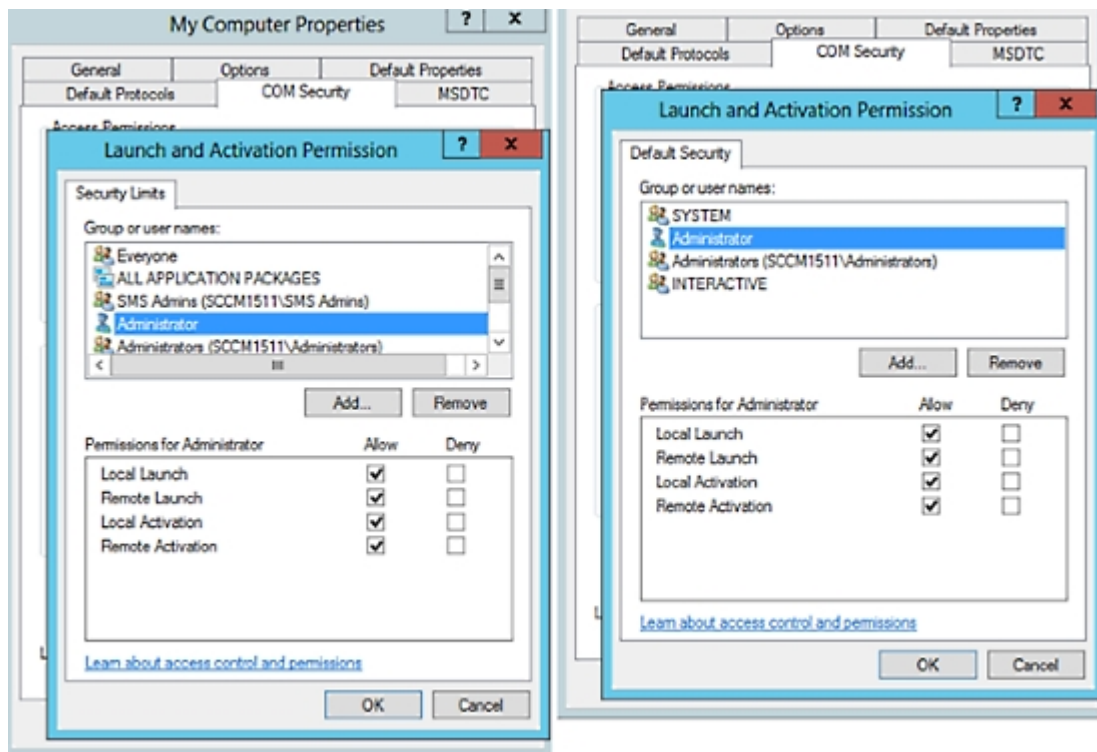 My Computer Properties
? x
General Options Default Properties
Default Protocols COM Security MSDTC
Access Permissions
Launch and Activation Permission
? x
Security Limits
Group or user names:
Everyone
ALL APPLICATION PACKAGES
SMS Admins (SCCM1511\SMS Admins)
Administrator
Administrators (SCCM1511\Administrators)
Add... Remove
Permissions for Administrator Allow Deny
Local Launch
Remote Launch
Local Activation
Remote Activation
Learn about access control and permissions
OK Cancel
General Options Default Properties
Default Protocols COM Security MSDTC
Access Permissions
Launch and Activation Permission
? x
Default Security
Group or user names:
SYSTEM
Administrator
Administrators (SCCM1511\Administrators)
INTERACTIVE
Add... Remove
Permissions for Administrator Allow Deny
Local Launch
Remote Launch
Local Activation
Remote Activation
Learn about access control and permissions
OK Cancel